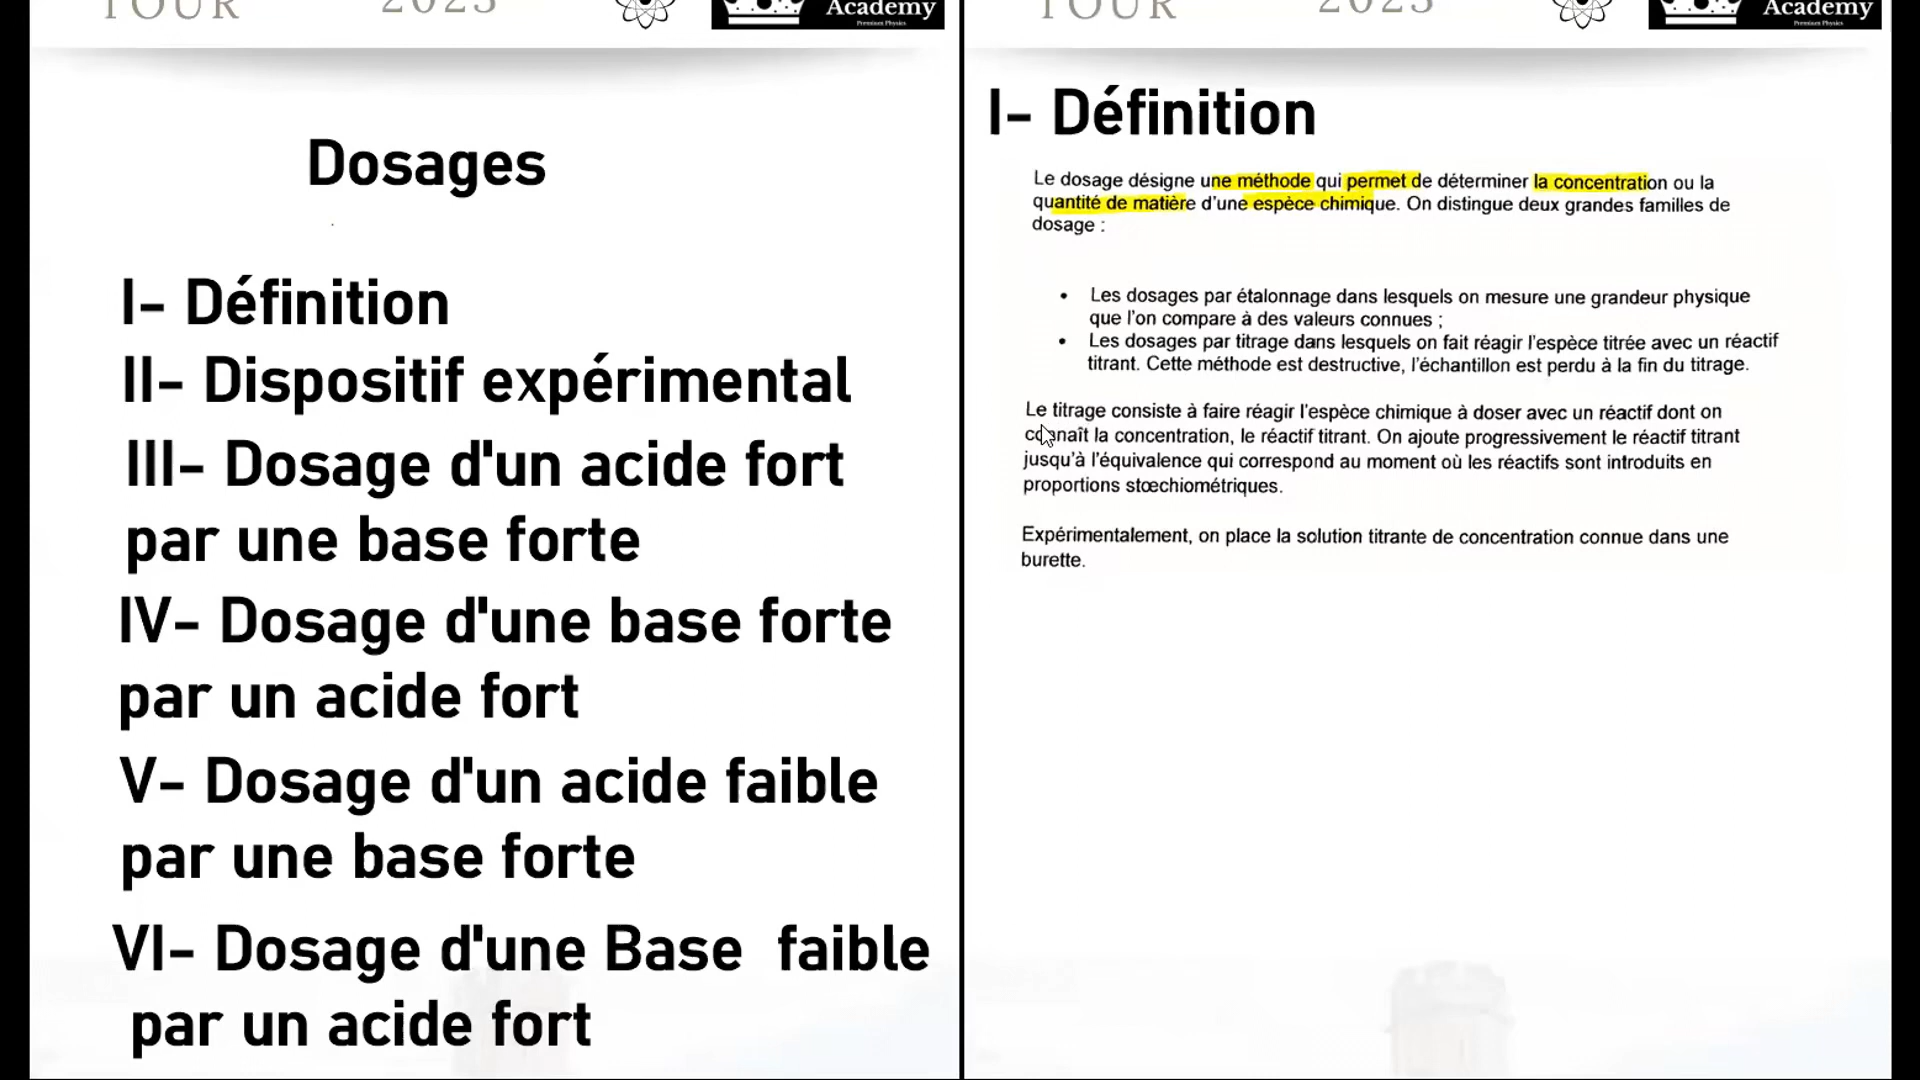 TOUR 2023
Academy
Premium Physics
Dosages
I- Définition
II- Dispositif expérimental
III- Dosage d'un acide fort
par une base forte
IV- Dosage d'une base forte
par un acide fort
V- Dosage d'un acide faible
par une base forte
VI- Dosage d'une Base faible
par un acide fort
TOUR 2023
Academy
Premium Physics
I- Définition
Le dosage désigne une méthode qui permet de déterminer la concentration ou la
quantité de matière d'une espèce chimique. On distingue deux grandes familles de
dosage :
• Les dosages par étalonnage dans lesquels on mesure une grandeur physique
que l'on compare à des valeurs connues ;
• Les dosages par titrage dans lesquels on fait réagir l'espèce titrée avec un réactif
titrant. Cette méthode est destructive, l'échantillon est perdu à la fin du titrage.
Le titrage consiste à faire réagir l'espèce chimique à doser avec un réactif dont on
connaît la concentration, le réactif titrant. On ajoute progressivement le réactif titrant
jusqu'à l'équivalence qui correspond au moment où les réactifs sont introduits en
proportions stœchiométriques.
Expérimentalement, on place la solution titrante de concentration connue dans une
burette.